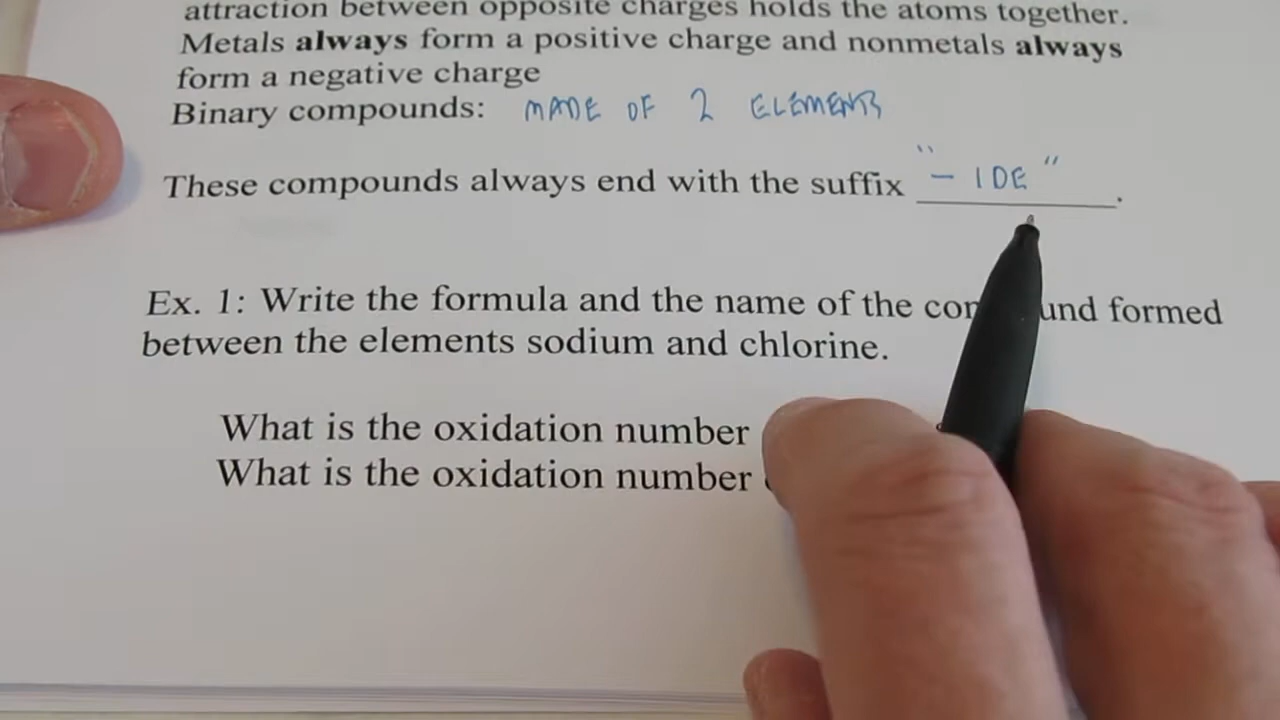 attraction between opposite charges holds the atoms together.
Metals always form a positive charge and nonmetals always
form a negative charge
Binary compounds: MADE OF 2 ELEMENTS
These compounds always end with the suffix "-IDE".
Ex. 1: Write the formula and the name of the formed
between the elements sodium and chlorine.
What is the oxidation number
What is the oxidation number